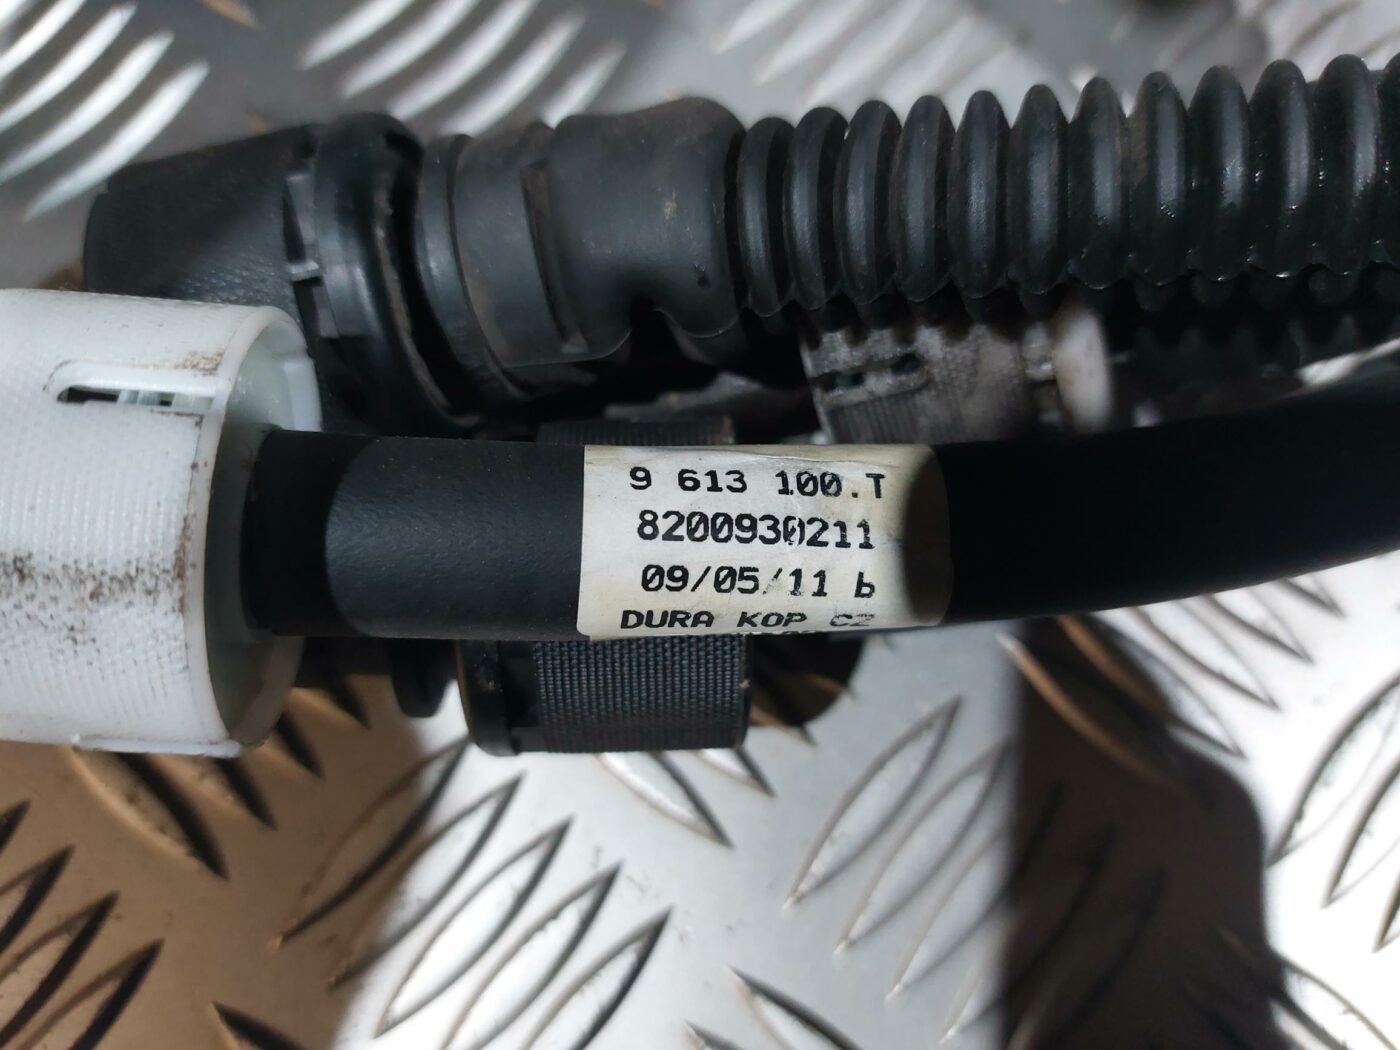 9 613 100.T
8200930211
09/05/11 b
DURA KOP CZ